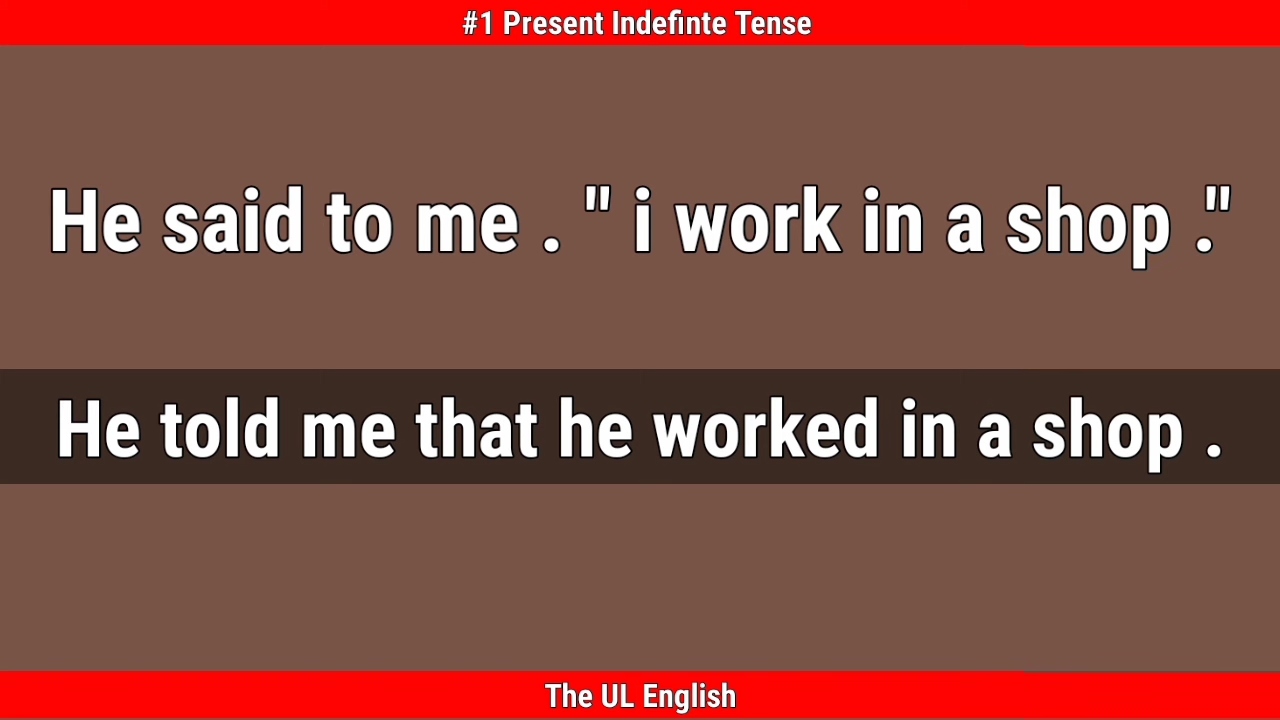 #1 Present Indefinte Tense
He said to me . " i work in a shop ."
He told me that he worked in a shop .
The UL English